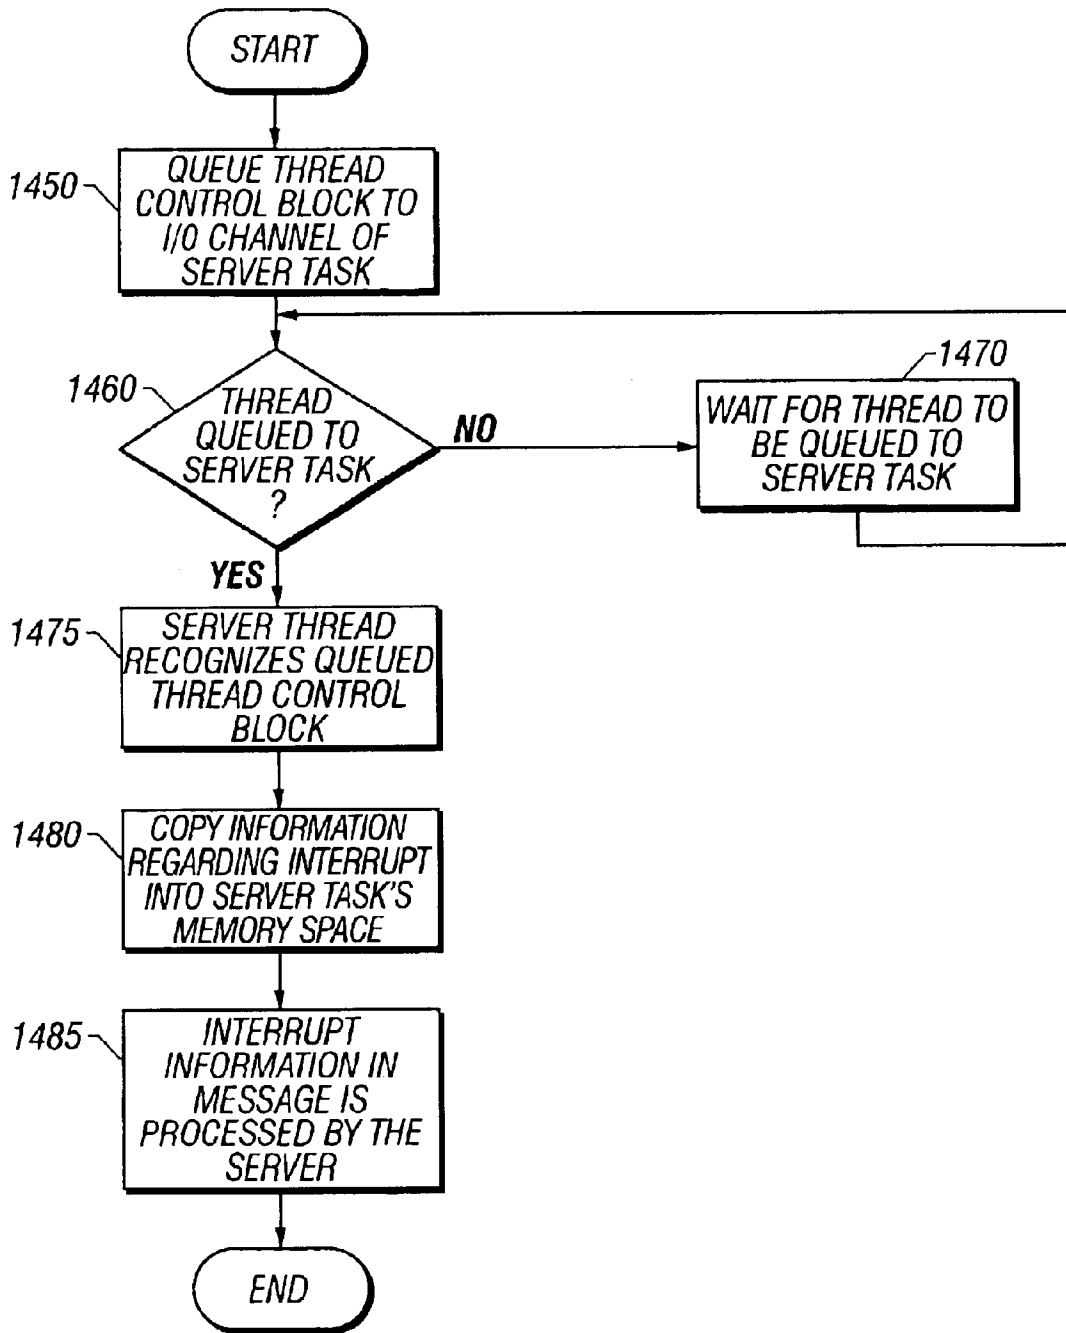 START
1450
QUEUE THREAD
CONTROL BLOCK TO
I/O CHANNEL OF
SERVER TASK
1460
THREAD
QUEUED TO
SERVER TASK
?
NO
1470
WAIT FOR THREAD TO
BE QUEUED TO
SERVER TASK
YES
1475
SERVER THREAD
RECOGNIZES QUEUED
THREAD CONTROL
BLOCK
1480
COPY INFORMATION
REGARDING INTERRUPT
INTO SERVER TASK'S
MEMORY SPACE
1485
INTERRUPT
INFORMATION IN
MESSAGE IS
PROCESSED BY THE
SERVER
END